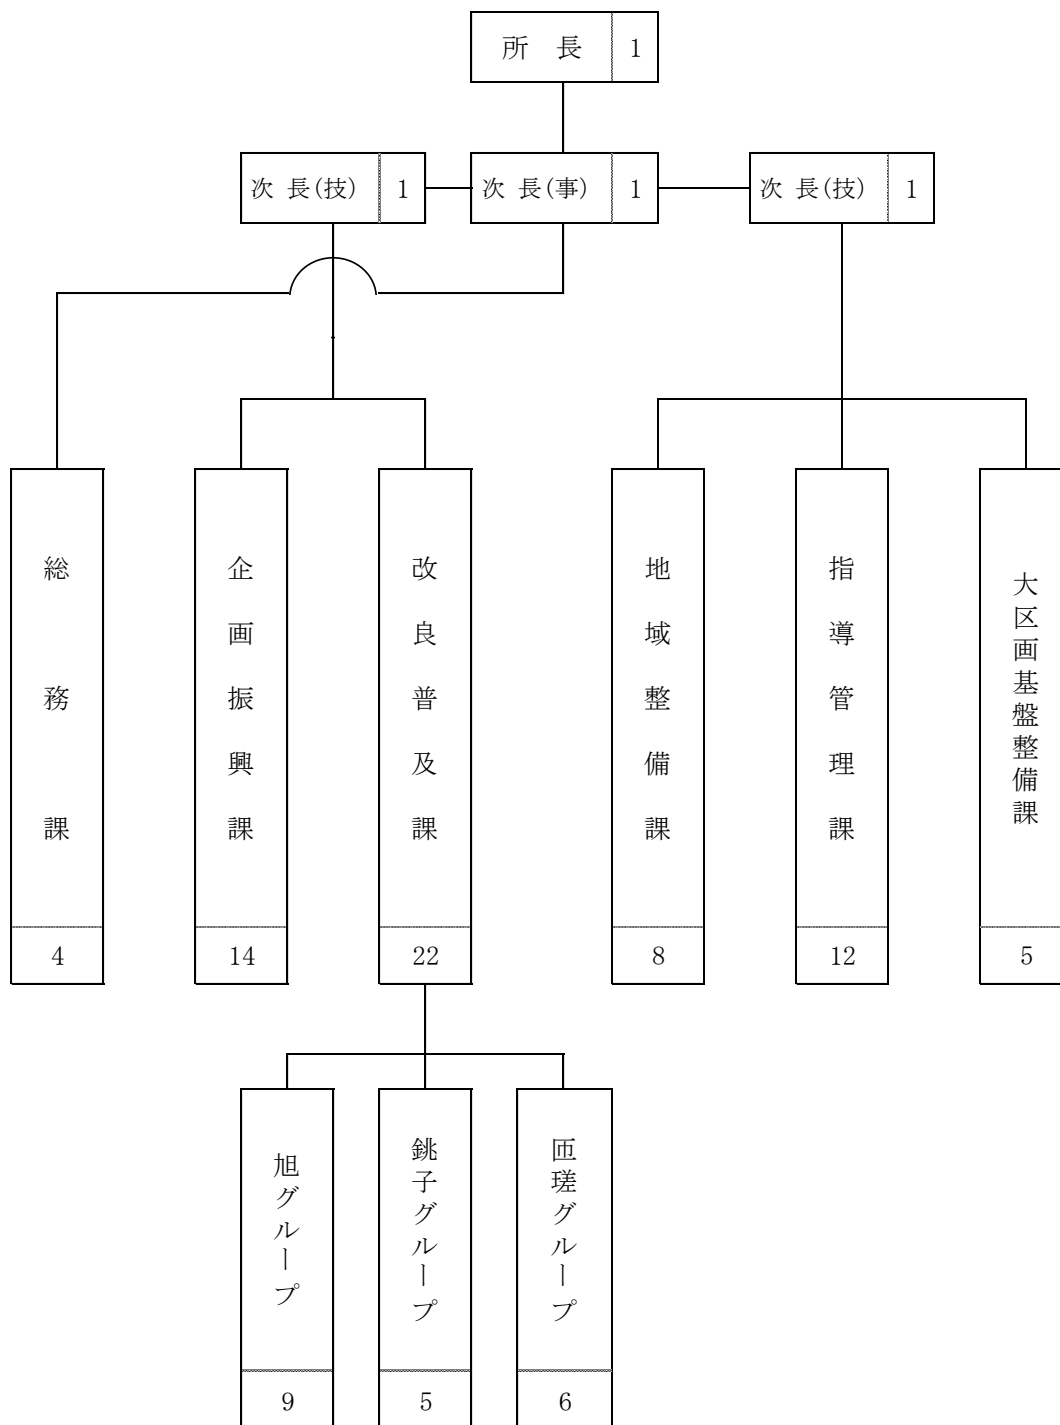 所 長 1
次 長(技) 1
次 長(事) 1
次 長(技) 1
総務課
4
企画振興課
14
改良普及課
22
地域整備課
8
指導管理課
12
大区画基盤整備課
5
旭グループ
9
銚子グループ
5
匝瑳グループ
6